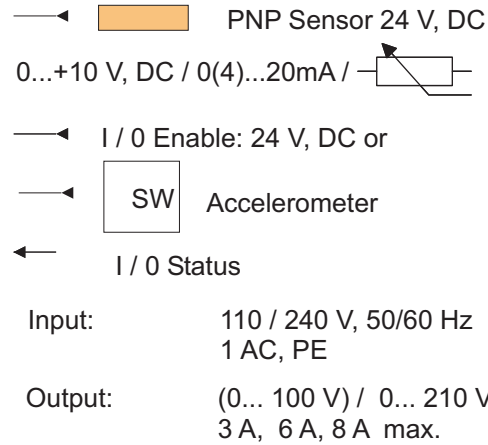 PNP Sensor 24 V, DC
0...+10 V, DC / 0(4)...20mA /
I / 0 Enable: 24 V, DC or
SW Accelerometer
I / 0 Status
Input: 110 / 240 V, 50/60 Hz
1 AC, PE
Output: (0... 100 V) / 0... 210 V
3 A, 6 A, 8 A max.